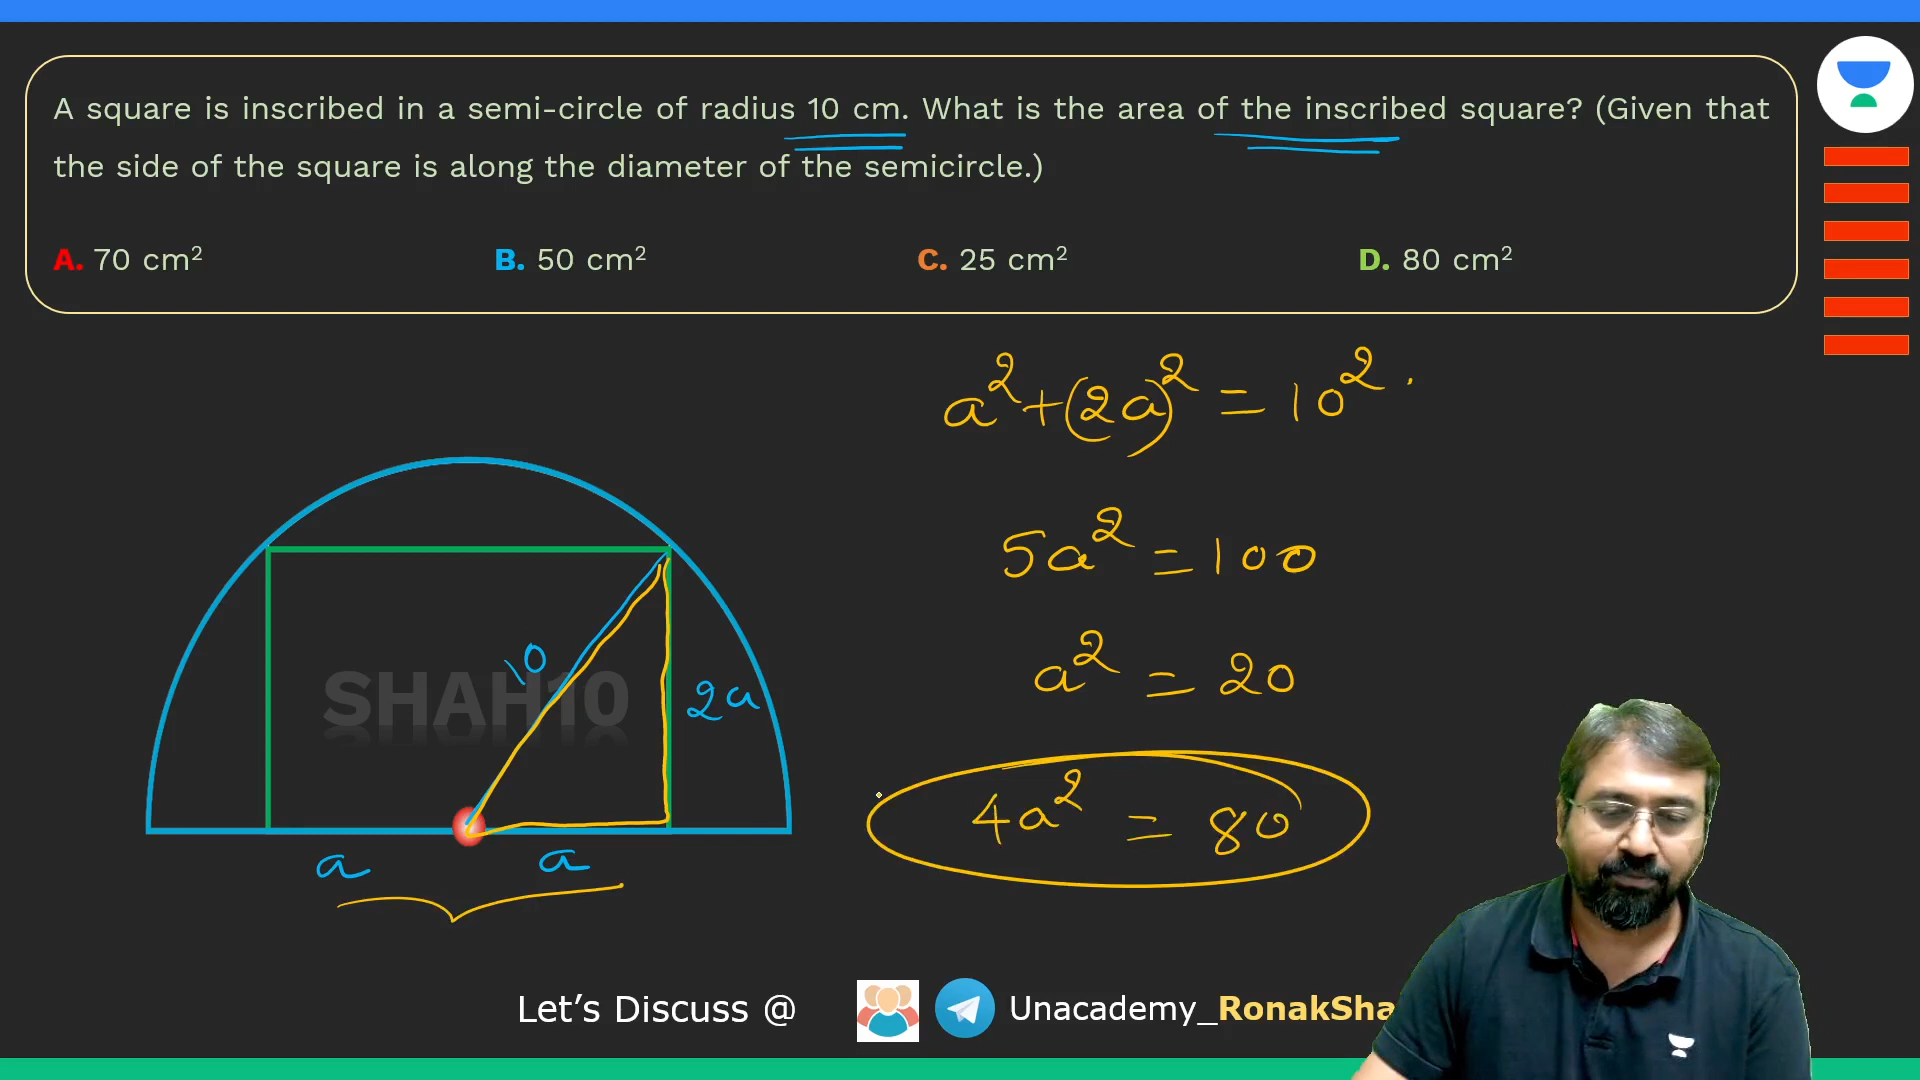 A square is inscribed in a semi-circle of radius 10 cm. What is the area of the inscribed square? (Given that
the side of the square is along the diameter of the semicircle.)
A. 70 cm²
B. 50 cm²
C. 25 cm²
D. 80 cm²
a² + (2a)² = 10²
5a² = 100
a² = 20
4a² = 80
10
2a
SHAH10
a
a
Let's Discuss @
Unacademy_RonakSha